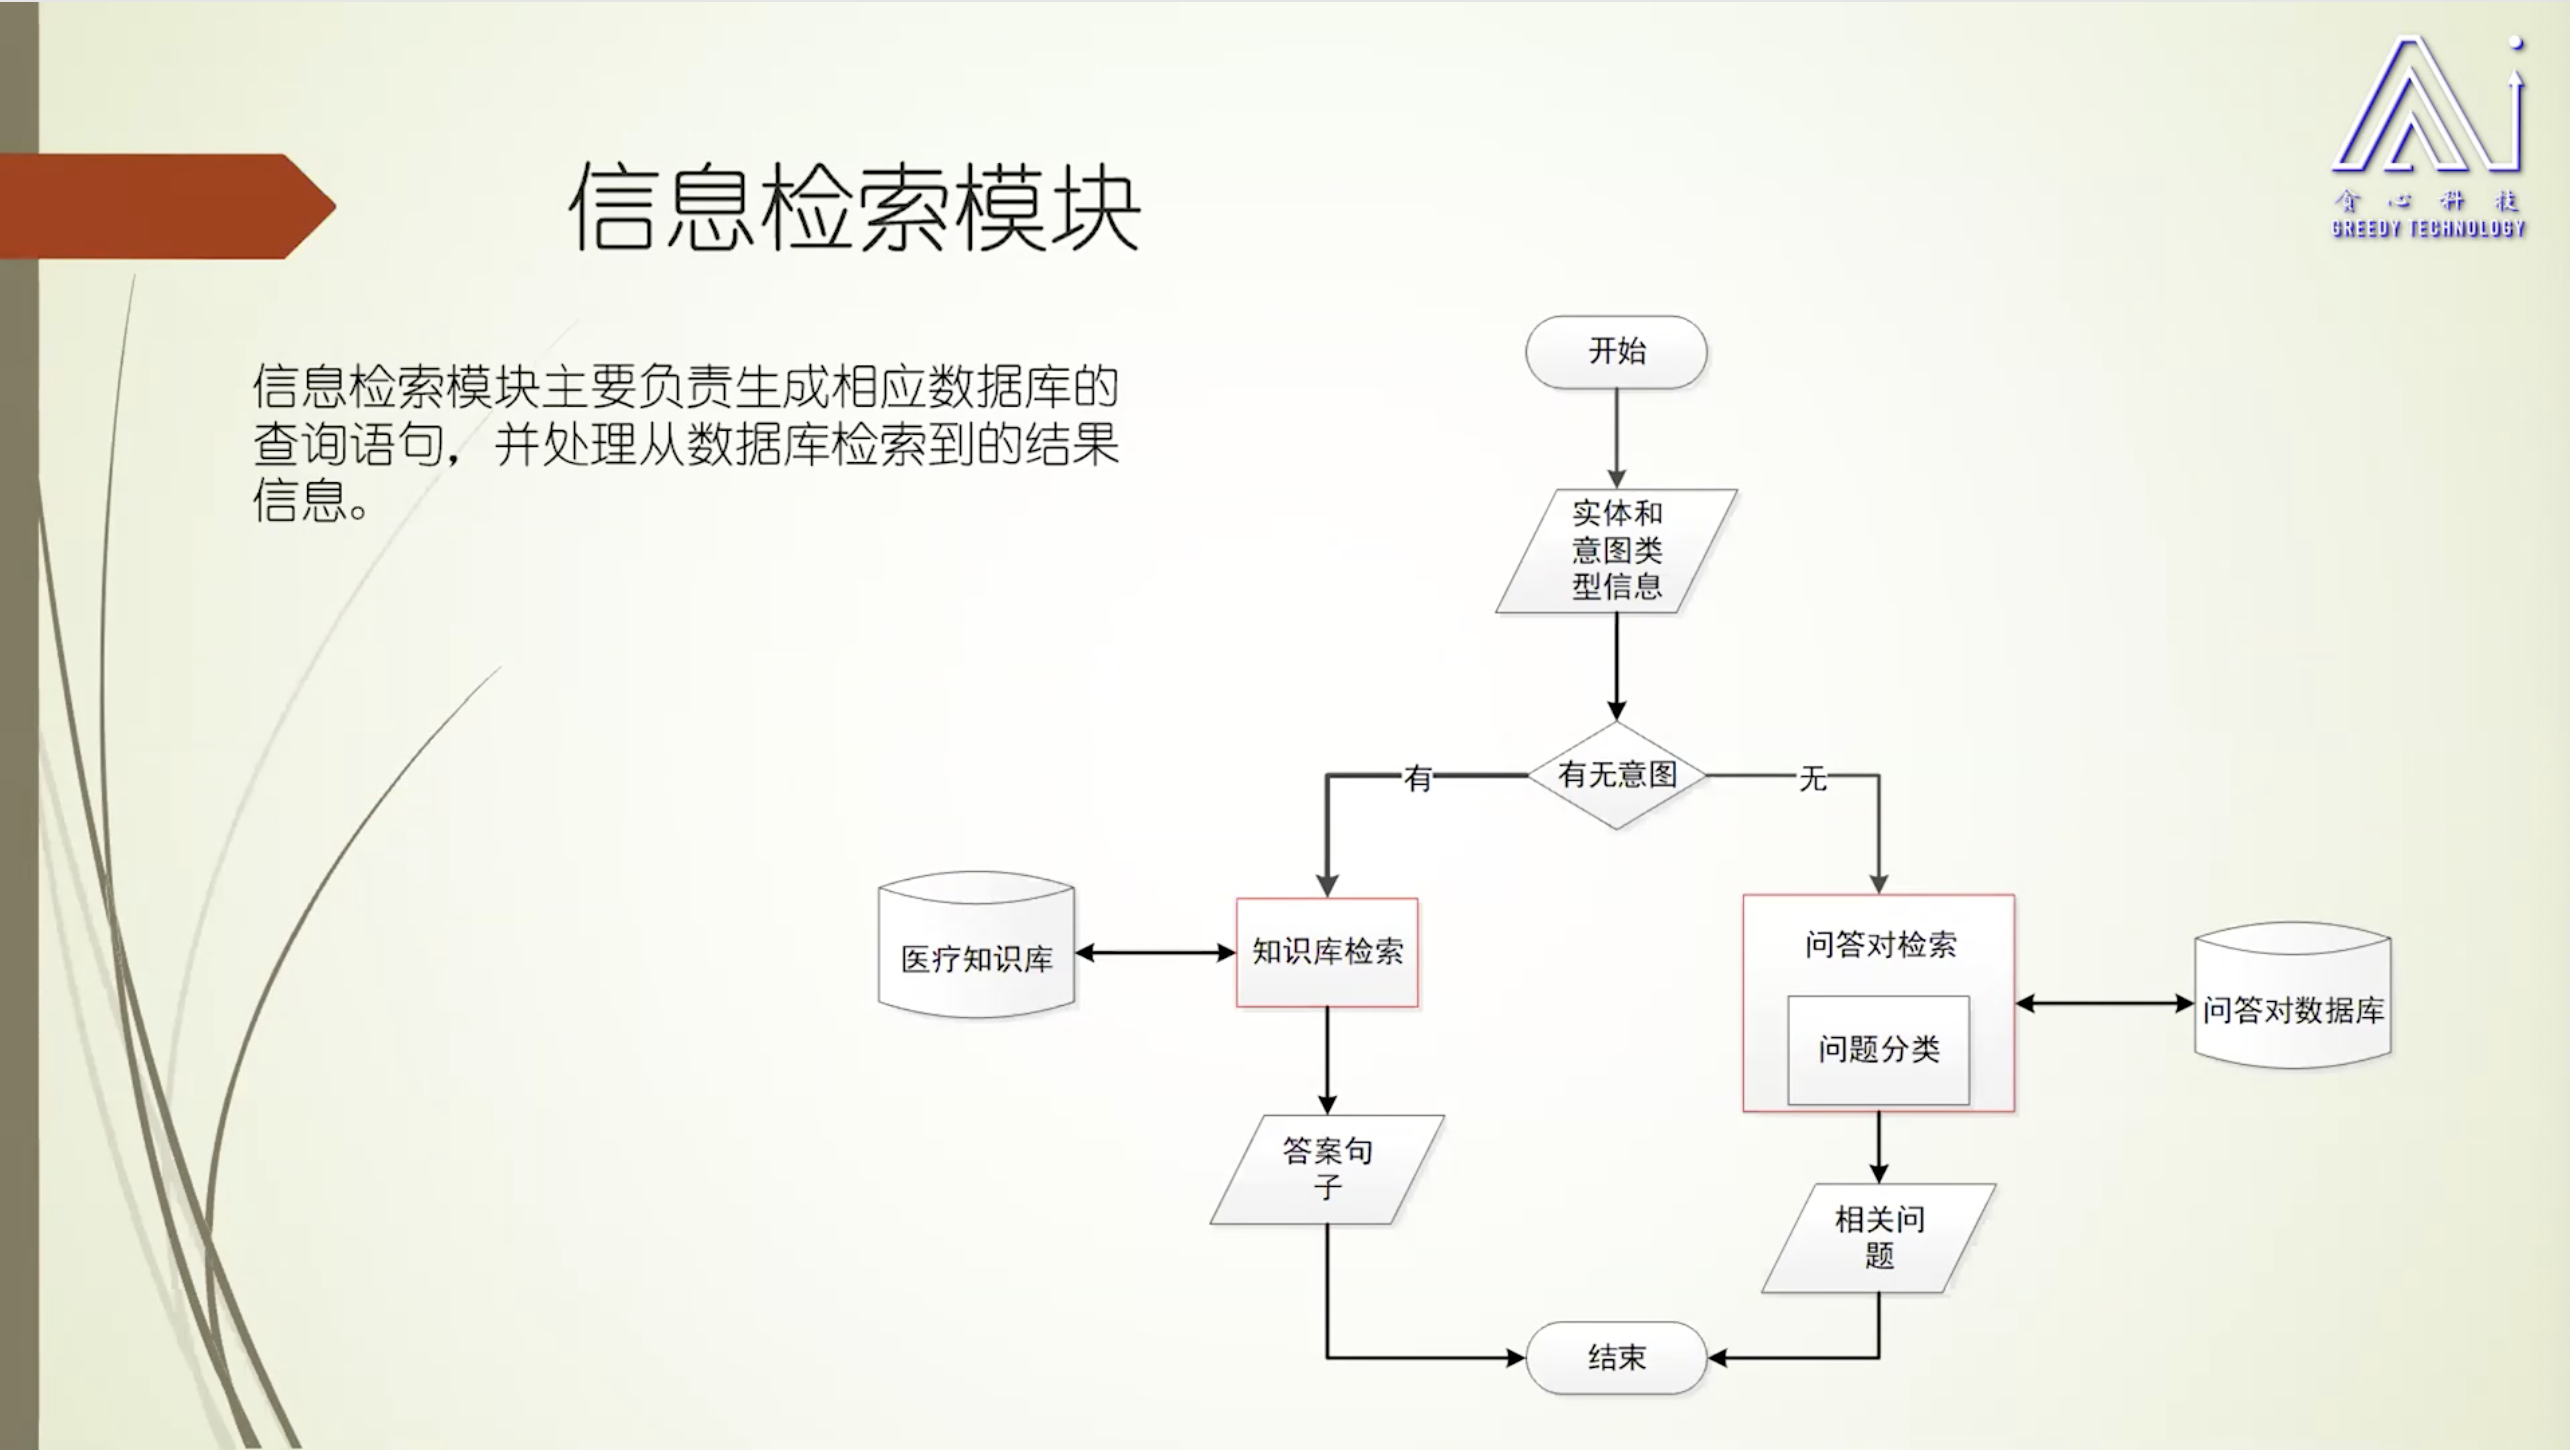 信息检索模块
贪心科技
GREEDY TECHNOLOGY
信息检索模块主要负责生成相应数据库的
查询语句，并处理从数据库检索到的结果
信息。
开始
实体和
意图类
型信息
有无意图
有
无
医疗知识库
知识库检索
问答对检索
问题分类
问答对数据库
答案句
子
相关问
题
结束